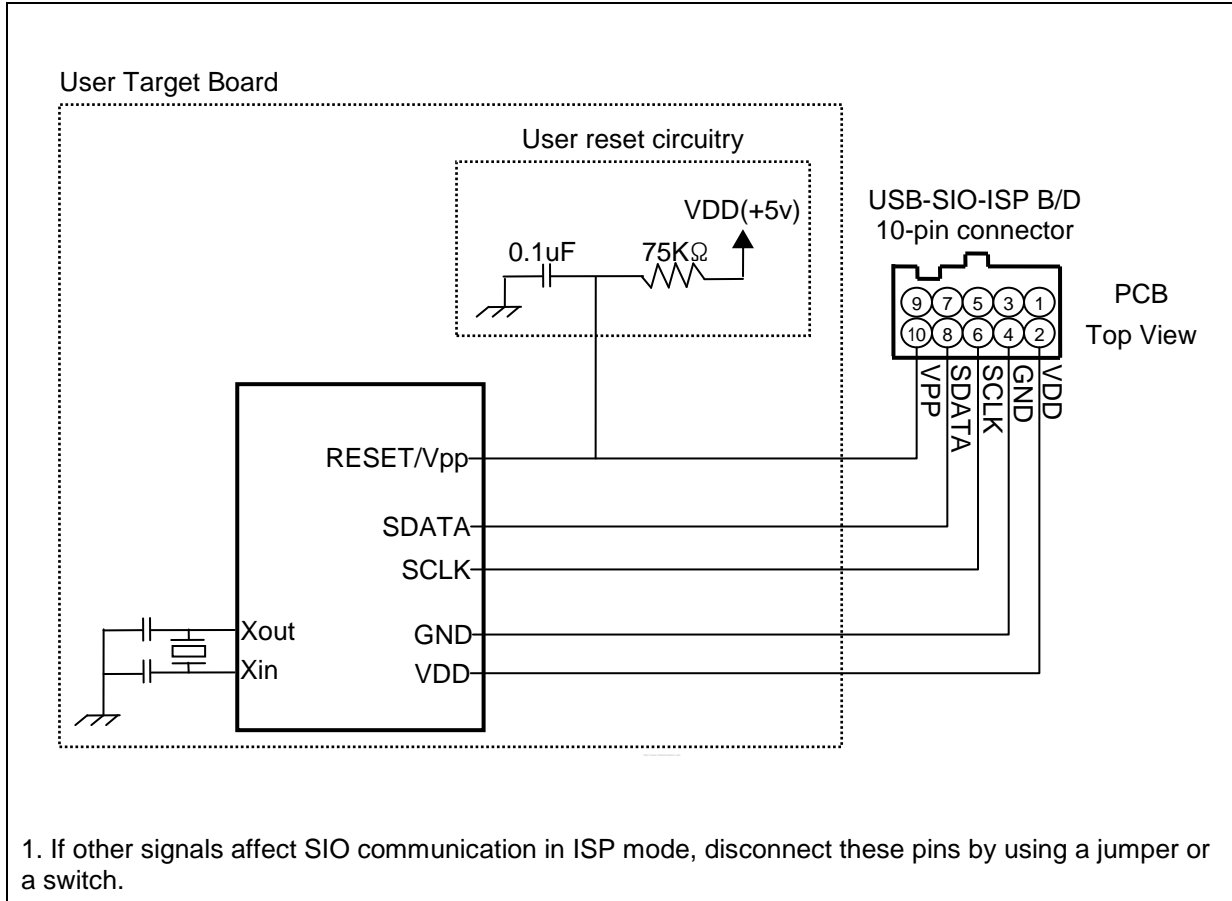 User Target Board
User reset circuitry
VDD(+5v)
0.1uF
75KΩ
USB-SIO-ISP B/D
10-pin connector
9 7 5 3 1
10 8 6 4 2
PCB
Top View
VPP
SDATA
SCLK
GND
VDD
RESET/Vpp
SDATA
SCLK
Xout
GND
Xin
VDD
1. If other signals affect SIO communication in ISP mode, disconnect these pins by using a jumper or
a switch.